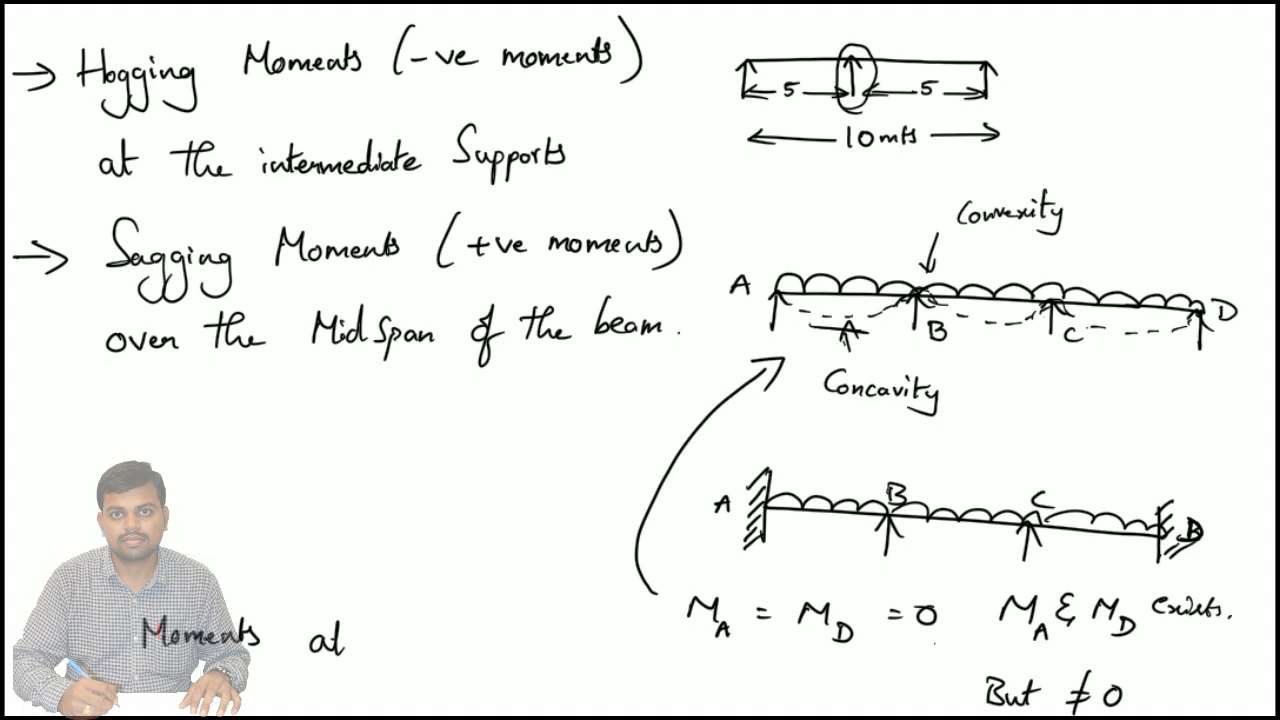 → Hogging Moments (-ve moments)
at the intermediate Supports
→ Sagging Moments (+ve moments)
over the Midspan of the beam.
Moments at
5 5
10mts
Convexity
A B C D
A
Concavity
A B C
M_A = M_D = 0
M_A & M_D exists.
But ≠ 0